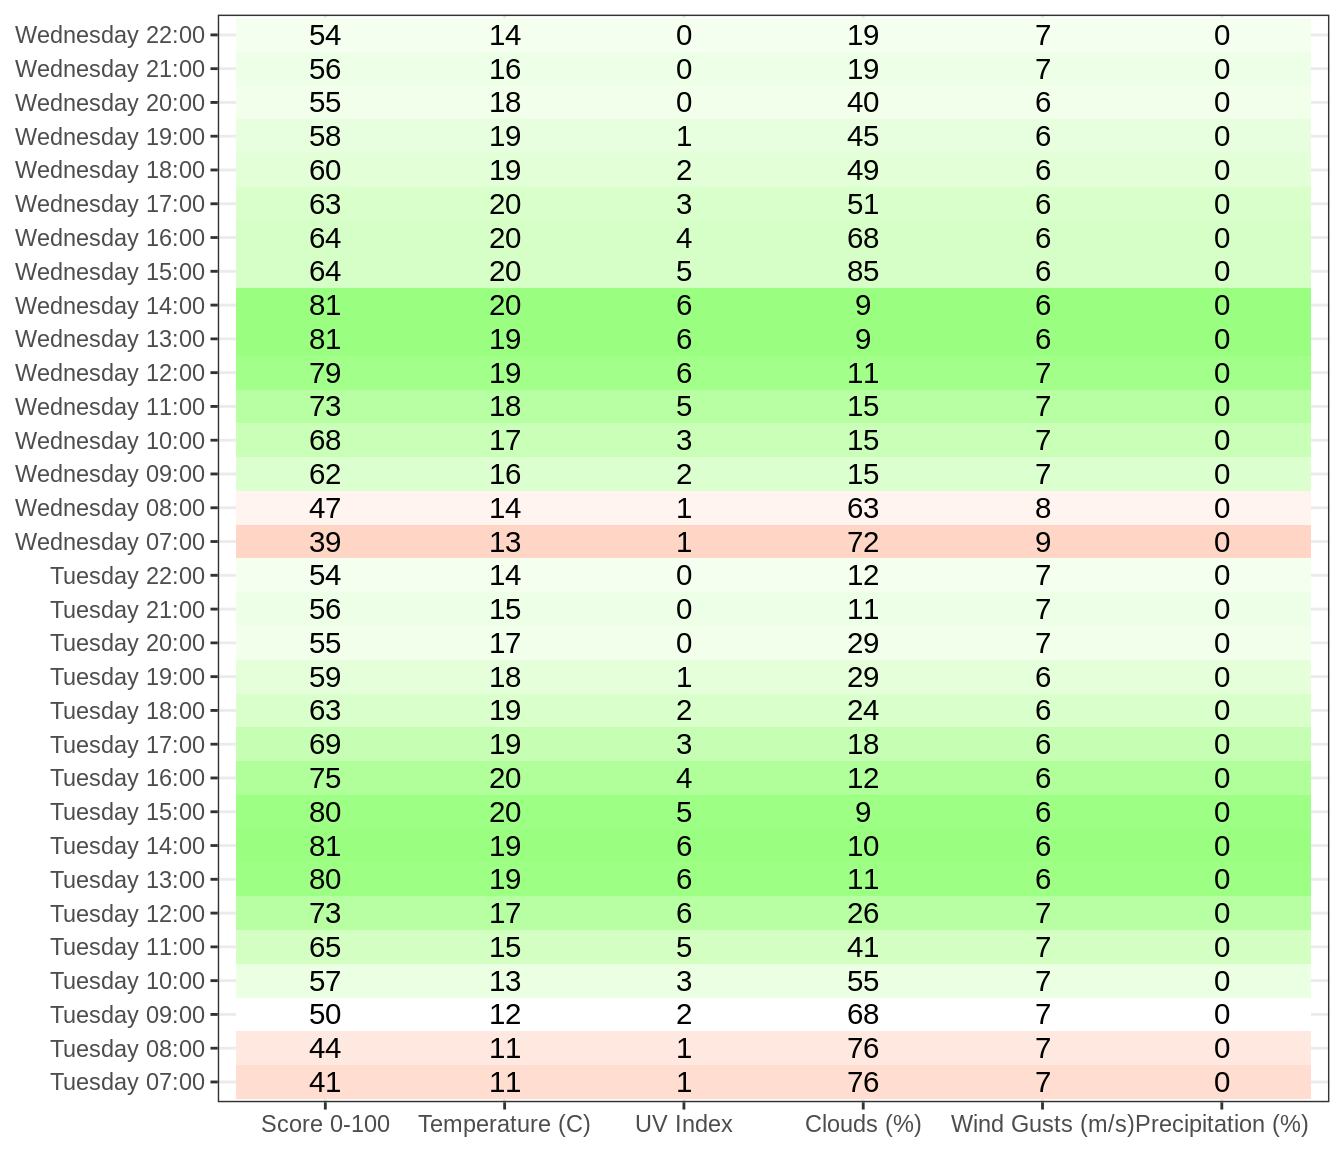 Wednesday 22:00 54 14 0 19 7 0
Wednesday 21:00 56 16 0 19 7 0
Wednesday 20:00 55 18 0 40 6 0
Wednesday 19:00 58 19 1 45 6 0
Wednesday 18:00 60 19 2 49 6 0
Wednesday 17:00 63 20 3 51 6 0
Wednesday 16:00 64 20 4 68 6 0
Wednesday 15:00 64 20 5 85 6 0
Wednesday 14:00 81 20 6 9 6 0
Wednesday 13:00 81 19 6 9 6 0
Wednesday 12:00 79 19 6 11 7 0
Wednesday 11:00 73 18 5 15 7 0
Wednesday 10:00 68 17 3 15 7 0
Wednesday 09:00 62 16 2 15 7 0
Wednesday 08:00 47 14 1 63 8 0
Wednesday 07:00 39 13 1 72 9 0
Tuesday 22:00 54 14 0 12 7 0
Tuesday 21:00 56 15 0 11 7 0
Tuesday 20:00 55 17 0 29 7 0
Tuesday 19:00 59 18 1 29 6 0
Tuesday 18:00 63 19 2 24 6 0
Tuesday 17:00 69 19 3 18 6 0
Tuesday 16:00 75 20 4 12 6 0
Tuesday 15:00 80 20 5 9 6 0
Tuesday 14:00 81 19 6 10 6 0
Tuesday 13:00 80 19 6 11 6 0
Tuesday 12:00 73 17 6 26 7 0
Tuesday 11:00 65 15 5 41 7 0
Tuesday 10:00 57 13 3 55 7 0
Tuesday 09:00 50 12 2 68 7 0
Tuesday 08:00 44 11 1 76 7 0
Tuesday 07:00 41 11 1 76 7 0
Score 0-100 Temperature (C) UV Index Clouds (%) Wind Gusts (m/s) Precipitation (%)